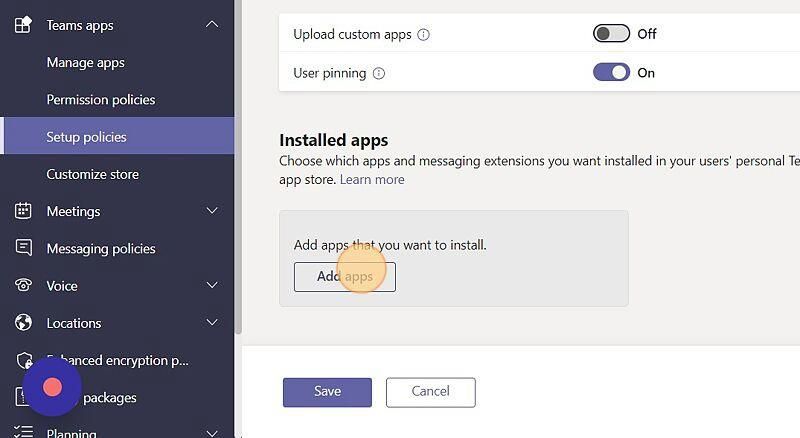 Teams apps
Manage apps
Permission policies
Setup policies
Customize store
Meetings
Messaging policies
Voice
Locations
Enhanced encryption p...
packages
Planning
Upload custom apps
Off
User pinning
On
Installed apps
Choose which apps and messaging extensions you want installed in your users' personal Te
app store. Learn more
Add apps that you want to install.
Add apps
Save
Cancel